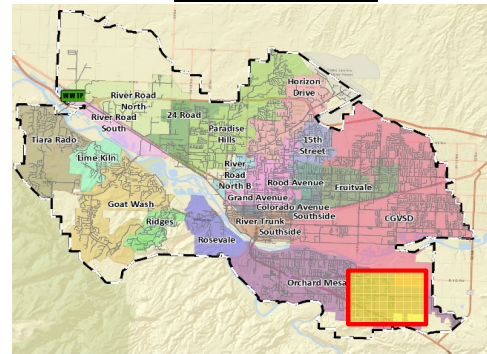 Horizon
Drive
WWTP
River Road
North
River Road
South
24 Road
Paradise
Hills
15th
Street
Tiara Rado
Lime Kiln
River
Road
North B
Rood Avenue
Fruitvale
Grand Avenue
Colorado Avenue
Southside
Goat Wash
River Trunk
Southside
CGVSD
Ridges
Rosevale
Orchard Mesa